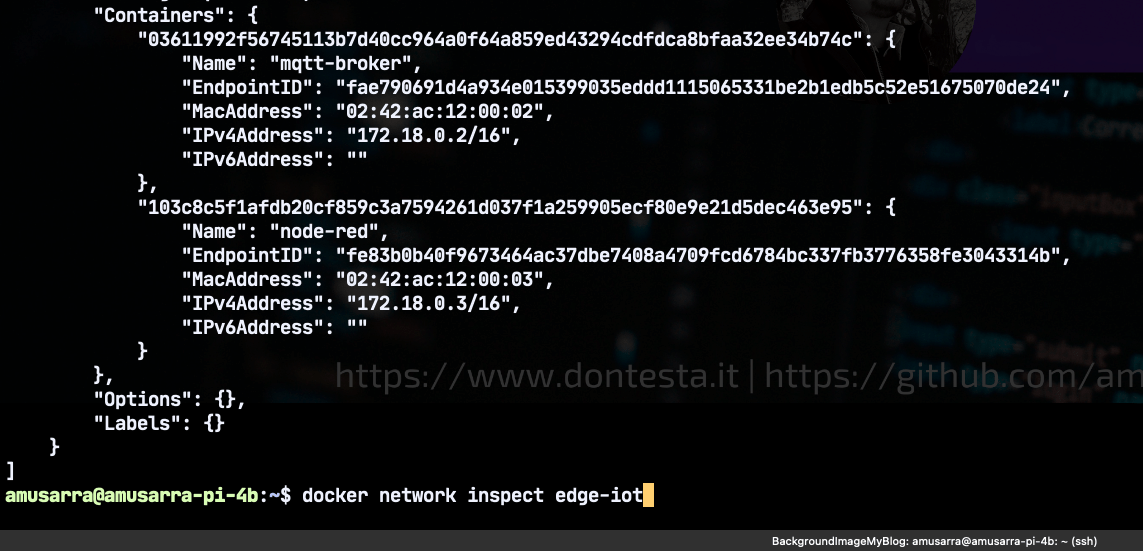 "Containers": {
"03611992f56745113b7d40cc964a0f64a859ed43294cdfdca8bfaa32ee34b74c": {
"Name": "mqtt-broker",
"EndpointID": "fae790691d4a934e015399035eddd1115065331be2b1edb5c52e51675070de24",
"MacAddress": "02:42:ac:12:00:02",
"IPv4Address": "172.18.0.2/16",
"IPv6Address": ""
},
"103c8c5f1afdb20cf859c3a7594261d037f1a259905ecf80e9e21d5dec463e95": {
"Name": "node-red",
"EndpointID": "fe83b0b40f9673464ac37dbe7408a4709fcd6784bc337fb3776358fe3043314b",
"MacAddress": "02:42:ac:12:00:03",
"IPv4Address": "172.18.0.3/16",
"IPv6Address": ""
}
https://www.dontesta.it | https://github.com/am
},
"Options": {},
"Labels": {}
}
]
amusarra@amusarra-pi-4b:~$ docker network inspect edge-iot
BackgroundImageMyBlog: amusarra@amusarra-pi-4b: ~ (ssh)